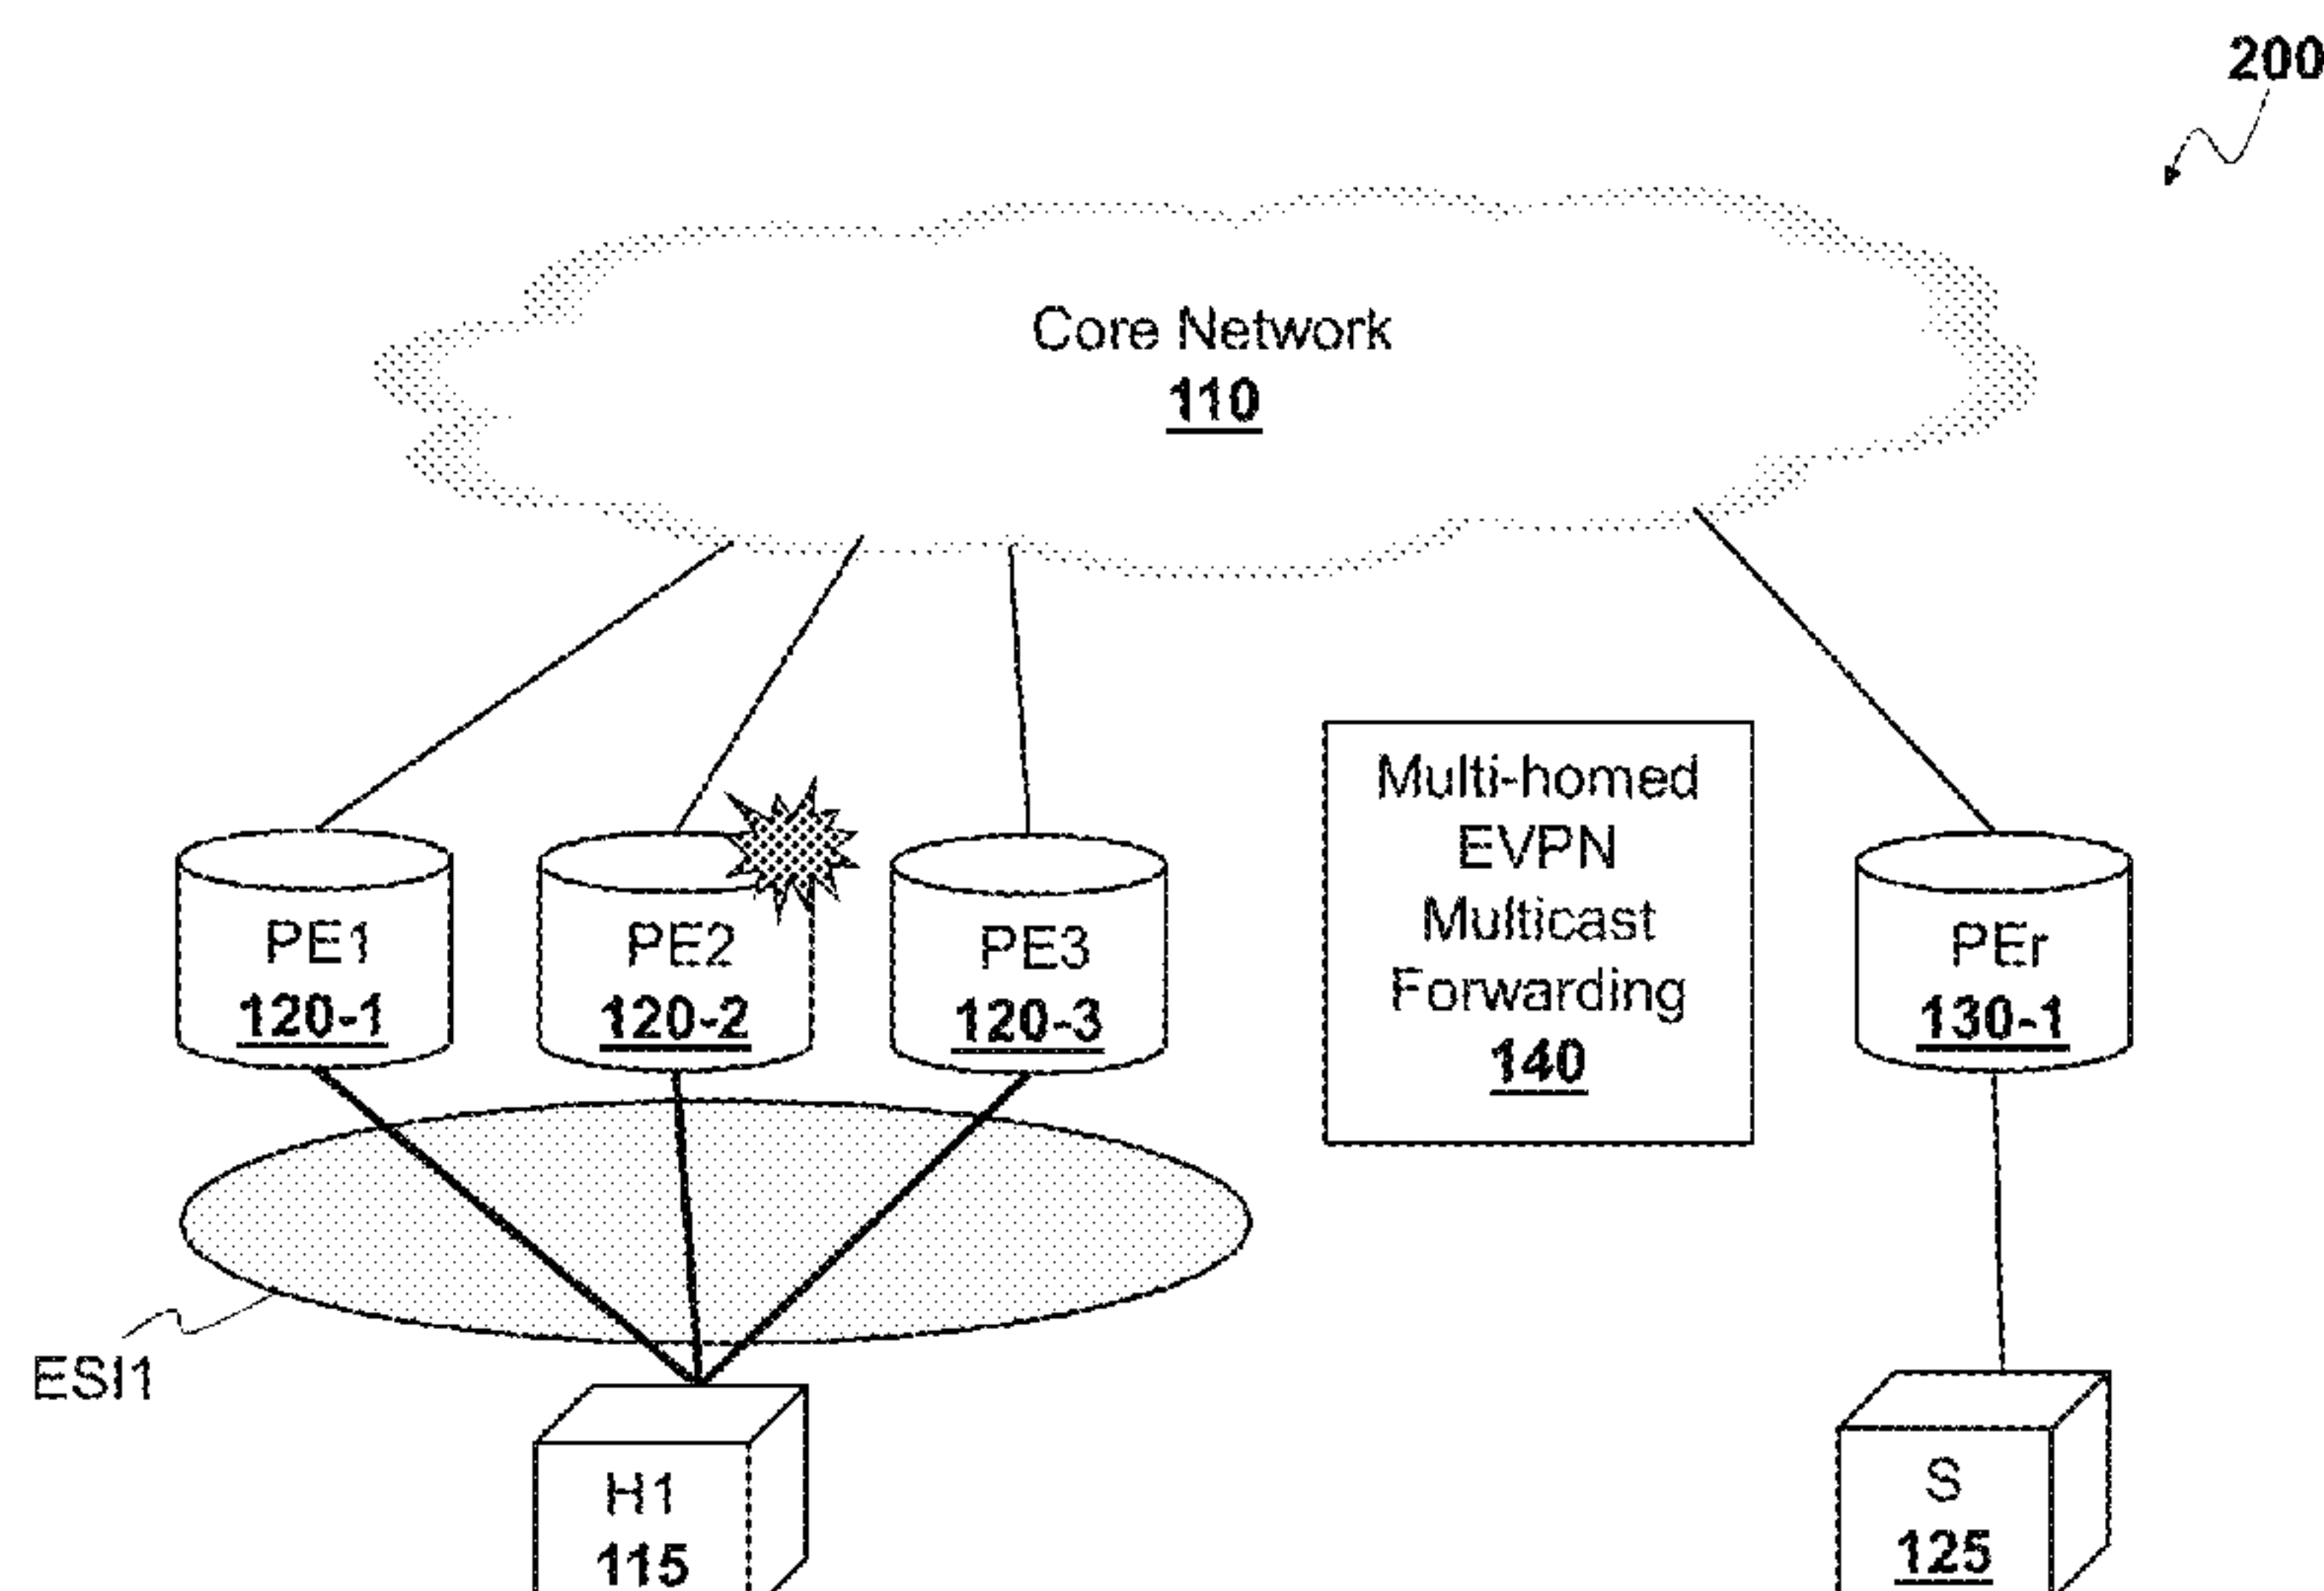 200
Core Network
110
PE1
120-1
PE2
120-2
PE3
120-3
Multi-homed
EVPN
Multicast
Forwarding
140
PEr
130-1
ESI1
H1
115
S
125